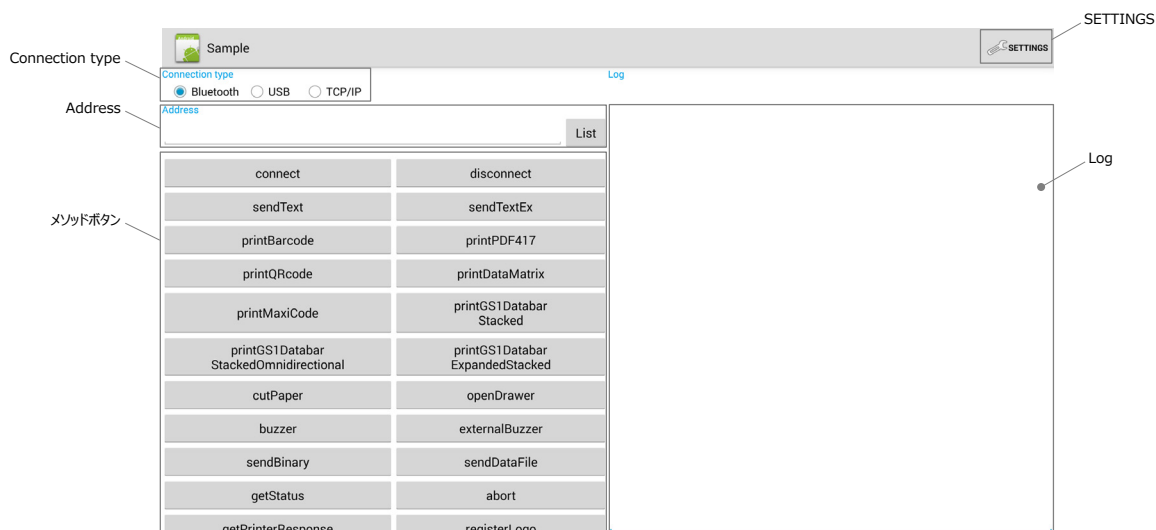 SETTINGS
Sample
SETTINGS
Connection type
Connection type
Log
Bluetooth USB TCP/IP
Address
Address
List
Log
connect disconnect
sendText sendTextEx
メソッドボタン
printBarcode printPDF417
printQRcode printDataMatrix
printMaxiCode
printGS1Databar
Stacked
printGS1Databar
StackedOmnidirectional
printGS1Databar
ExpandedStacked
cutPaper openDrawer
buzzer externalBuzzer
sendBinary sendDataFile
getStatus abort
getPrinterResponse registerLogo